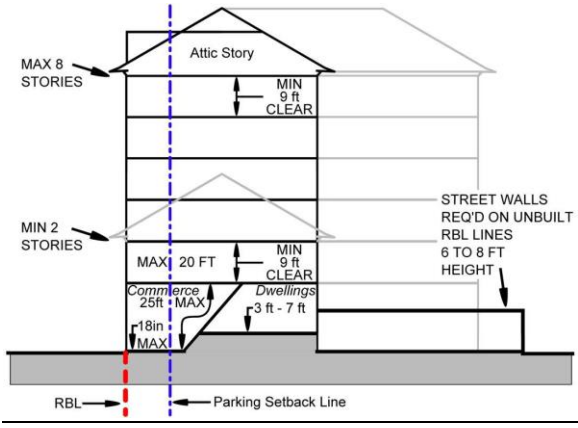 Attic Story
MAX 8
STORIES
MIN
9 ft
CLEAR
STREET WALLS
REQ'D ON UNBUILT
RBL LINES
6 TO 8 FT
HEIGHT
MIN 2
STORIES
MAX 20 FT
MIN
9 ft
CLEAR
Commerce
25ft MAX
Dwellings
3 ft - 7 ft
18in
MAX
RBL
Parking Setback Line